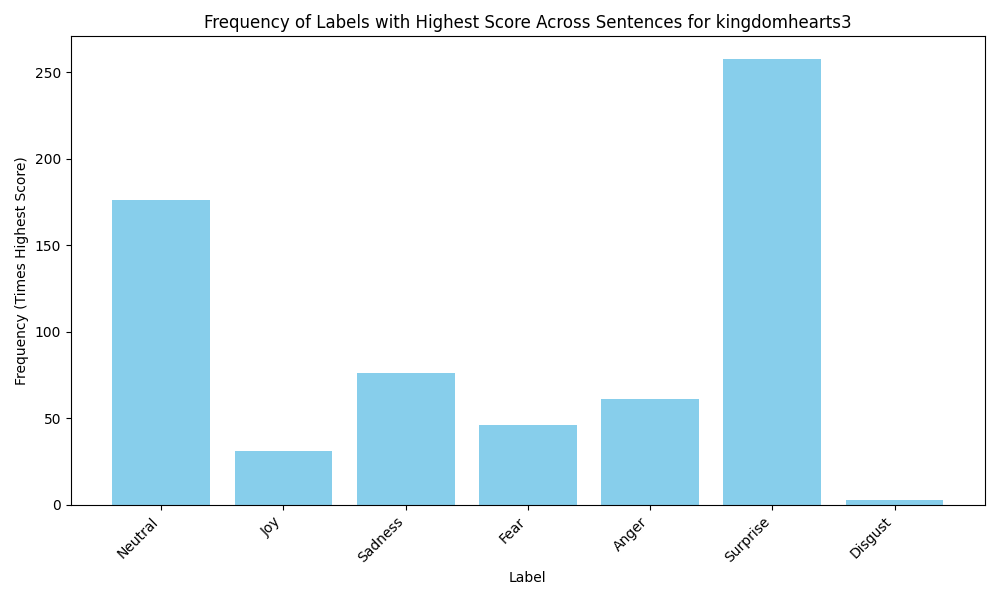 Frequency of Labels with Highest Score Across Sentences for kingdomhearts3
Frequency (Times Highest Score)
250
200
150
100
50
0
Neutral
Joy
Sadness
Fear
Anger
Surprise
Disgust
Label